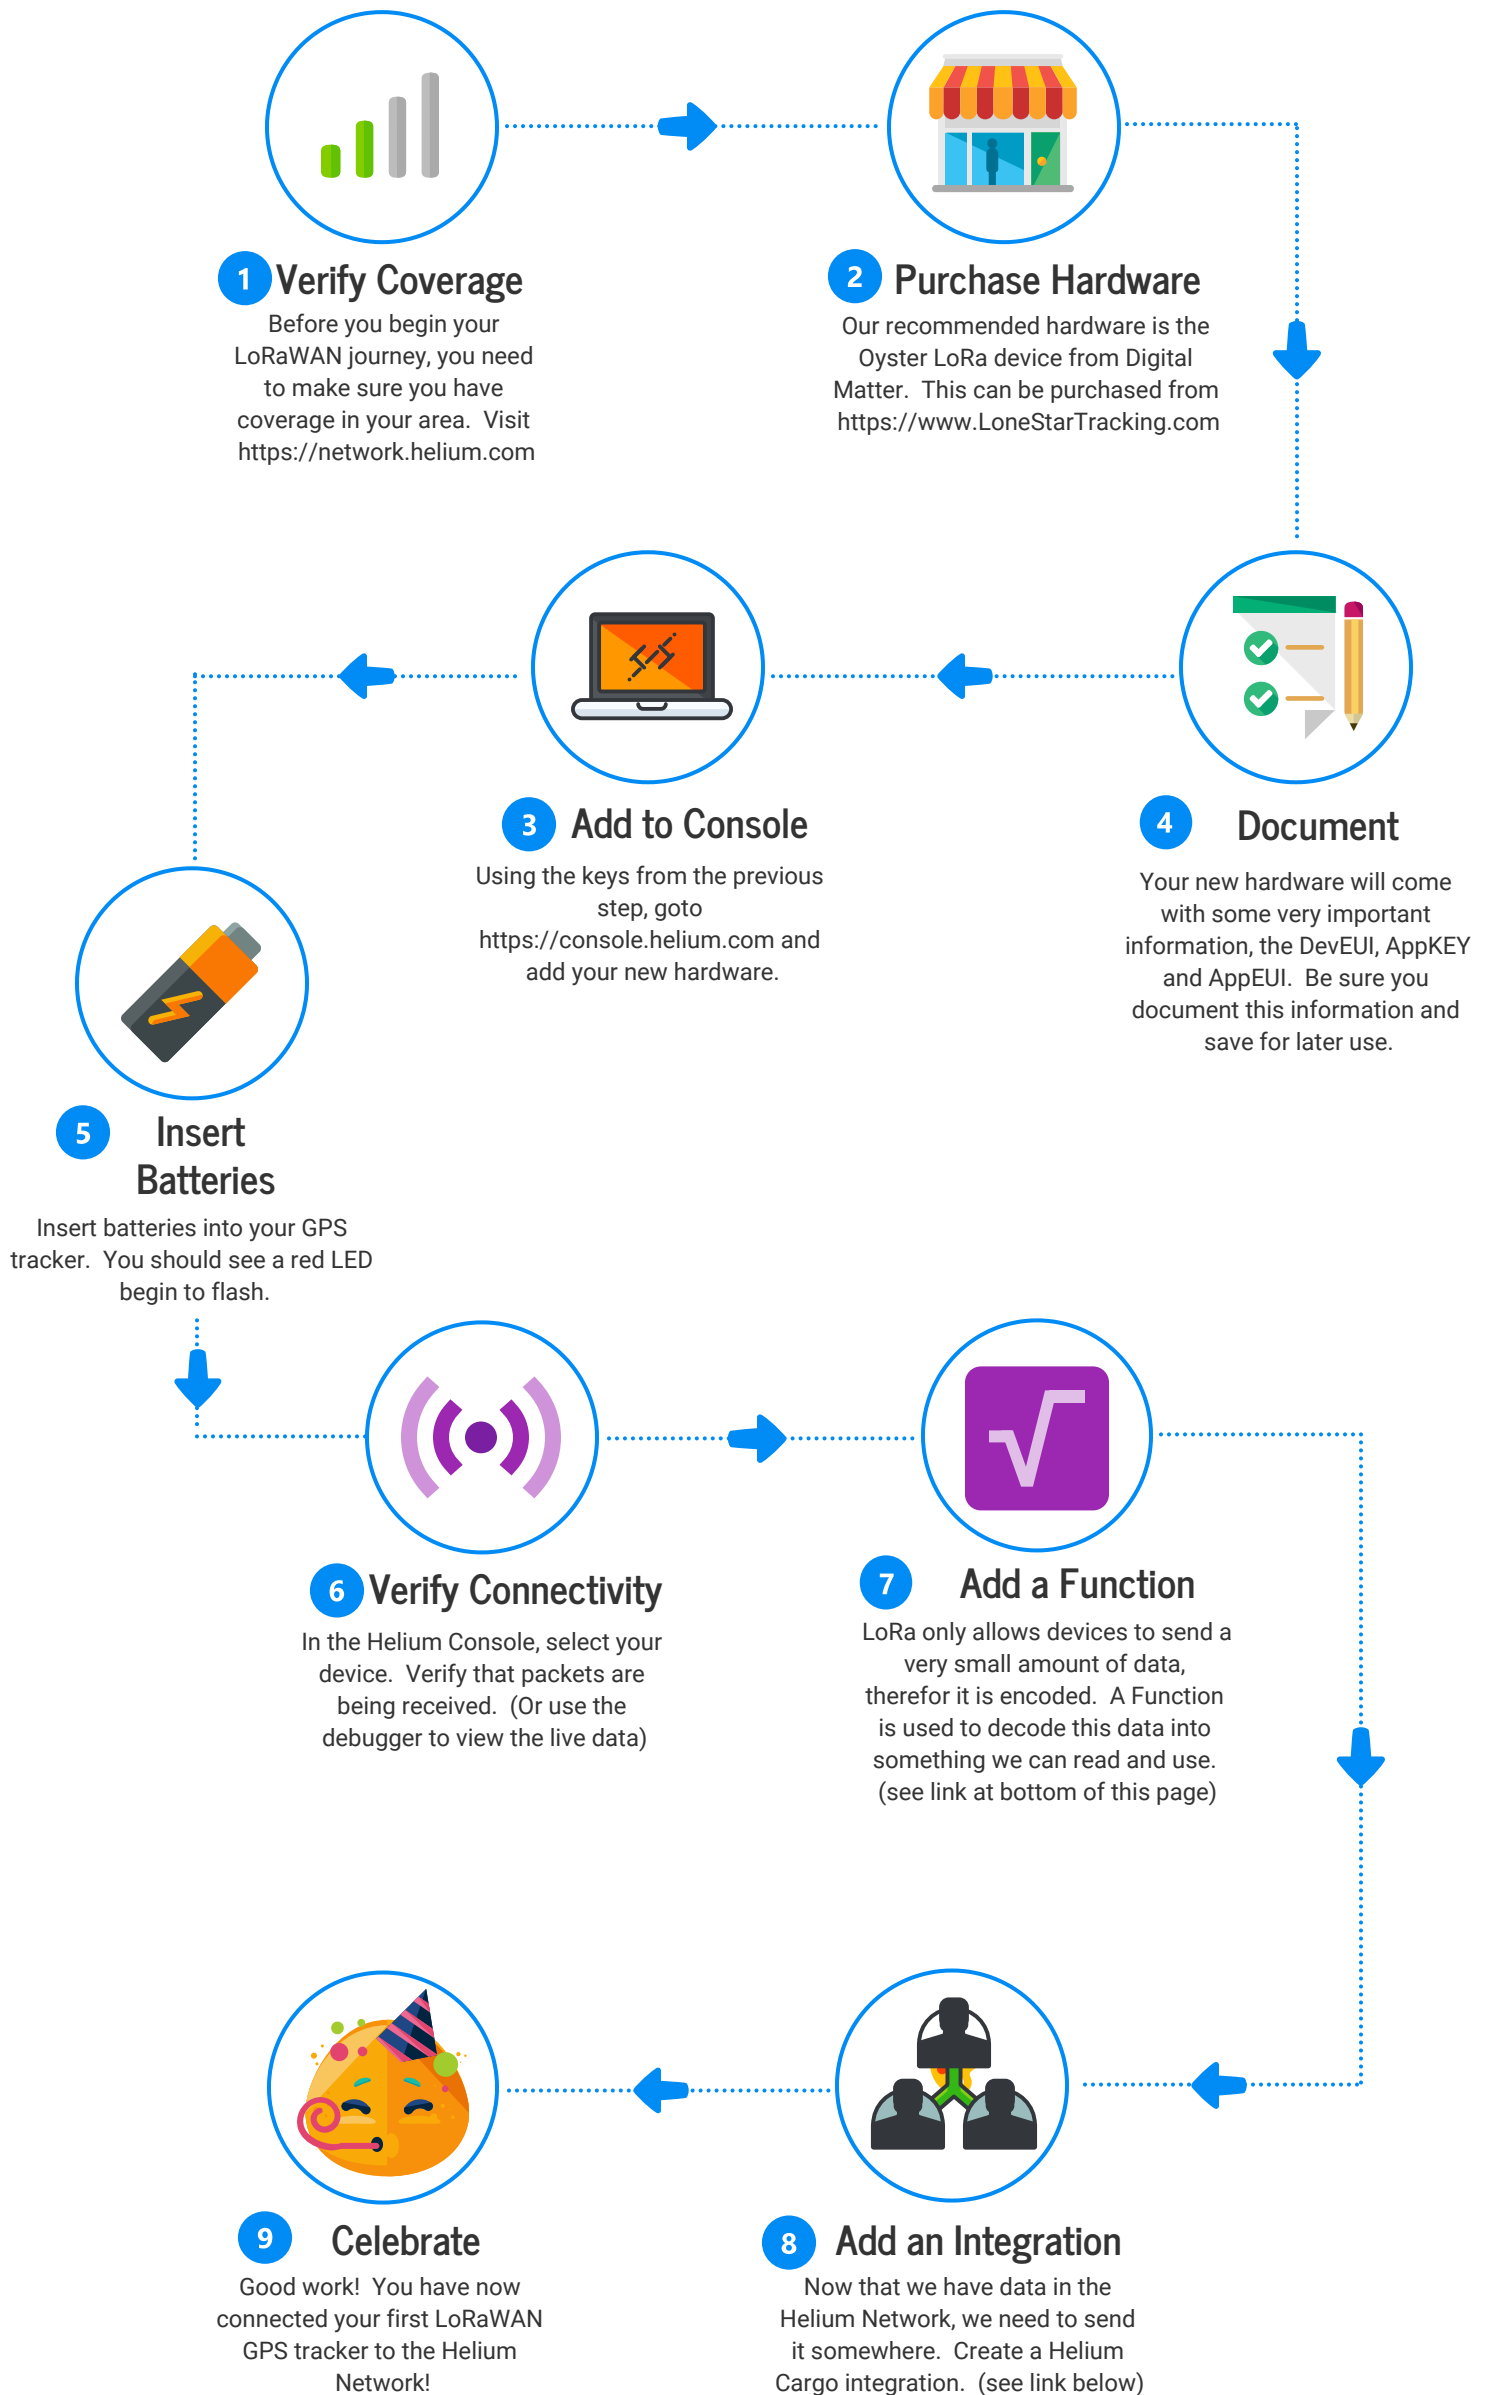 1 Verify Coverage
Before you begin your
LoRaWAN journey, you need
to make sure you have
coverage in your area. Visit
https://network.helium.com
2 Purchase Hardware
Our recommended hardware is the
Oyster LoRa device from Digital
Matter. This can be purchased from
https://www.LoneStarTracking.com
3 Add to Console
Using the keys from the previous
step, goto
https://console.helium.com and
add your new hardware.
4 Document
Your new hardware will come
with some very important
information, the DevEUI, AppKEY
and AppEUI. Be sure you
document this information and
save for later use.
5 Insert
Batteries
Insert batteries into your GPS
tracker. You should see a red LED
begin to flash.
6 Verify Connectivity
In the Helium Console, select your
device. Verify that packets are
being received. (Or use the
debugger to view the live data)
7 Add a Function
LoRa only allows devices to send a
very small amount of data,
therefor it is encoded. A Function
is used to decode this data into
something we can read and use.
(see link at bottom of this page)
8 Add an Integration
Now that we have data in the
Helium Network, we need to send
it somewhere. Create a Helium
Cargo integration. (see link below)
9 Celebrate
Good work! You have now
connected your first LoRaWAN
GPS tracker to the Helium
Network!